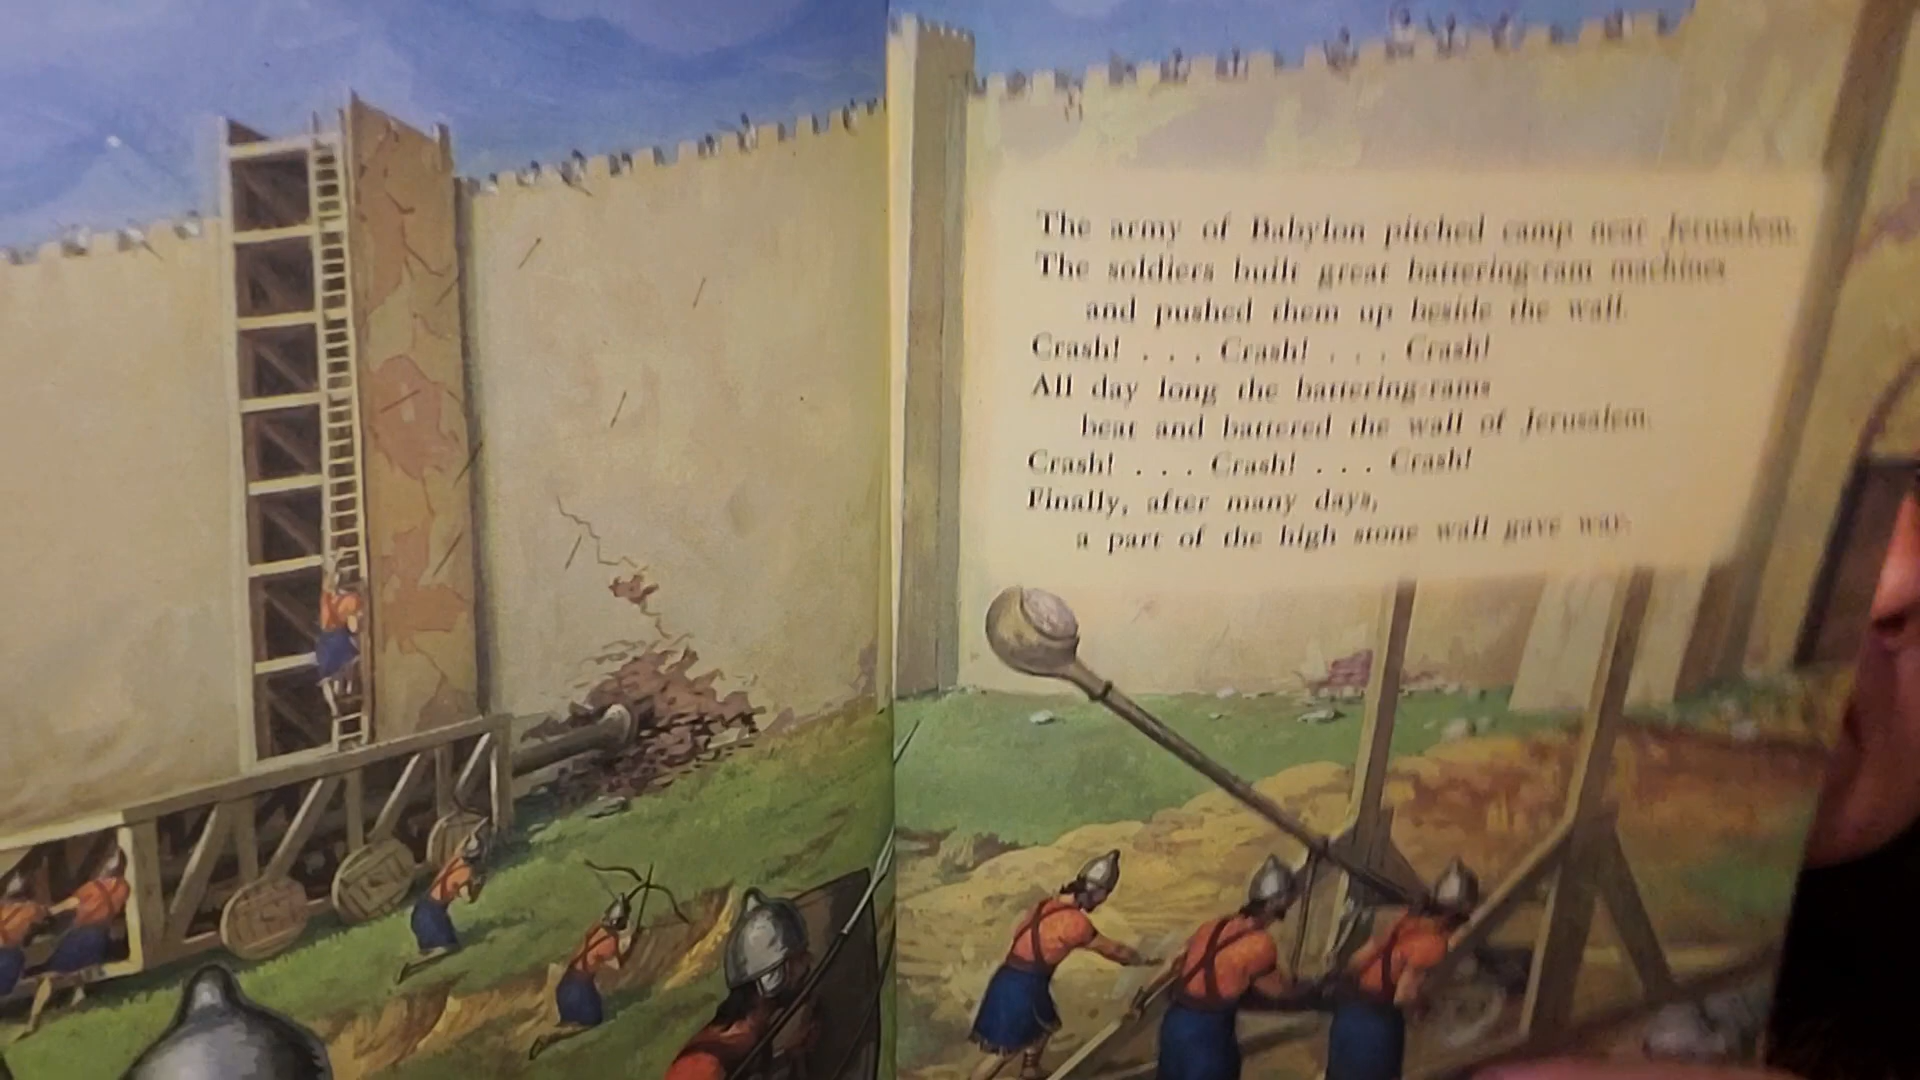 The army of Babylon pitched camp near Jerusalem.
The soldiers built great battering-ram machines
and pushed them up beside the wall.
Crash! . . . Crash! . . . Crash!
All day long the battering-rams
beat and battered the wall of Jerusalem.
Crash! . . . Crash! . . . Crash!
Finally, after many days,
a part of the high stone wall gave way.